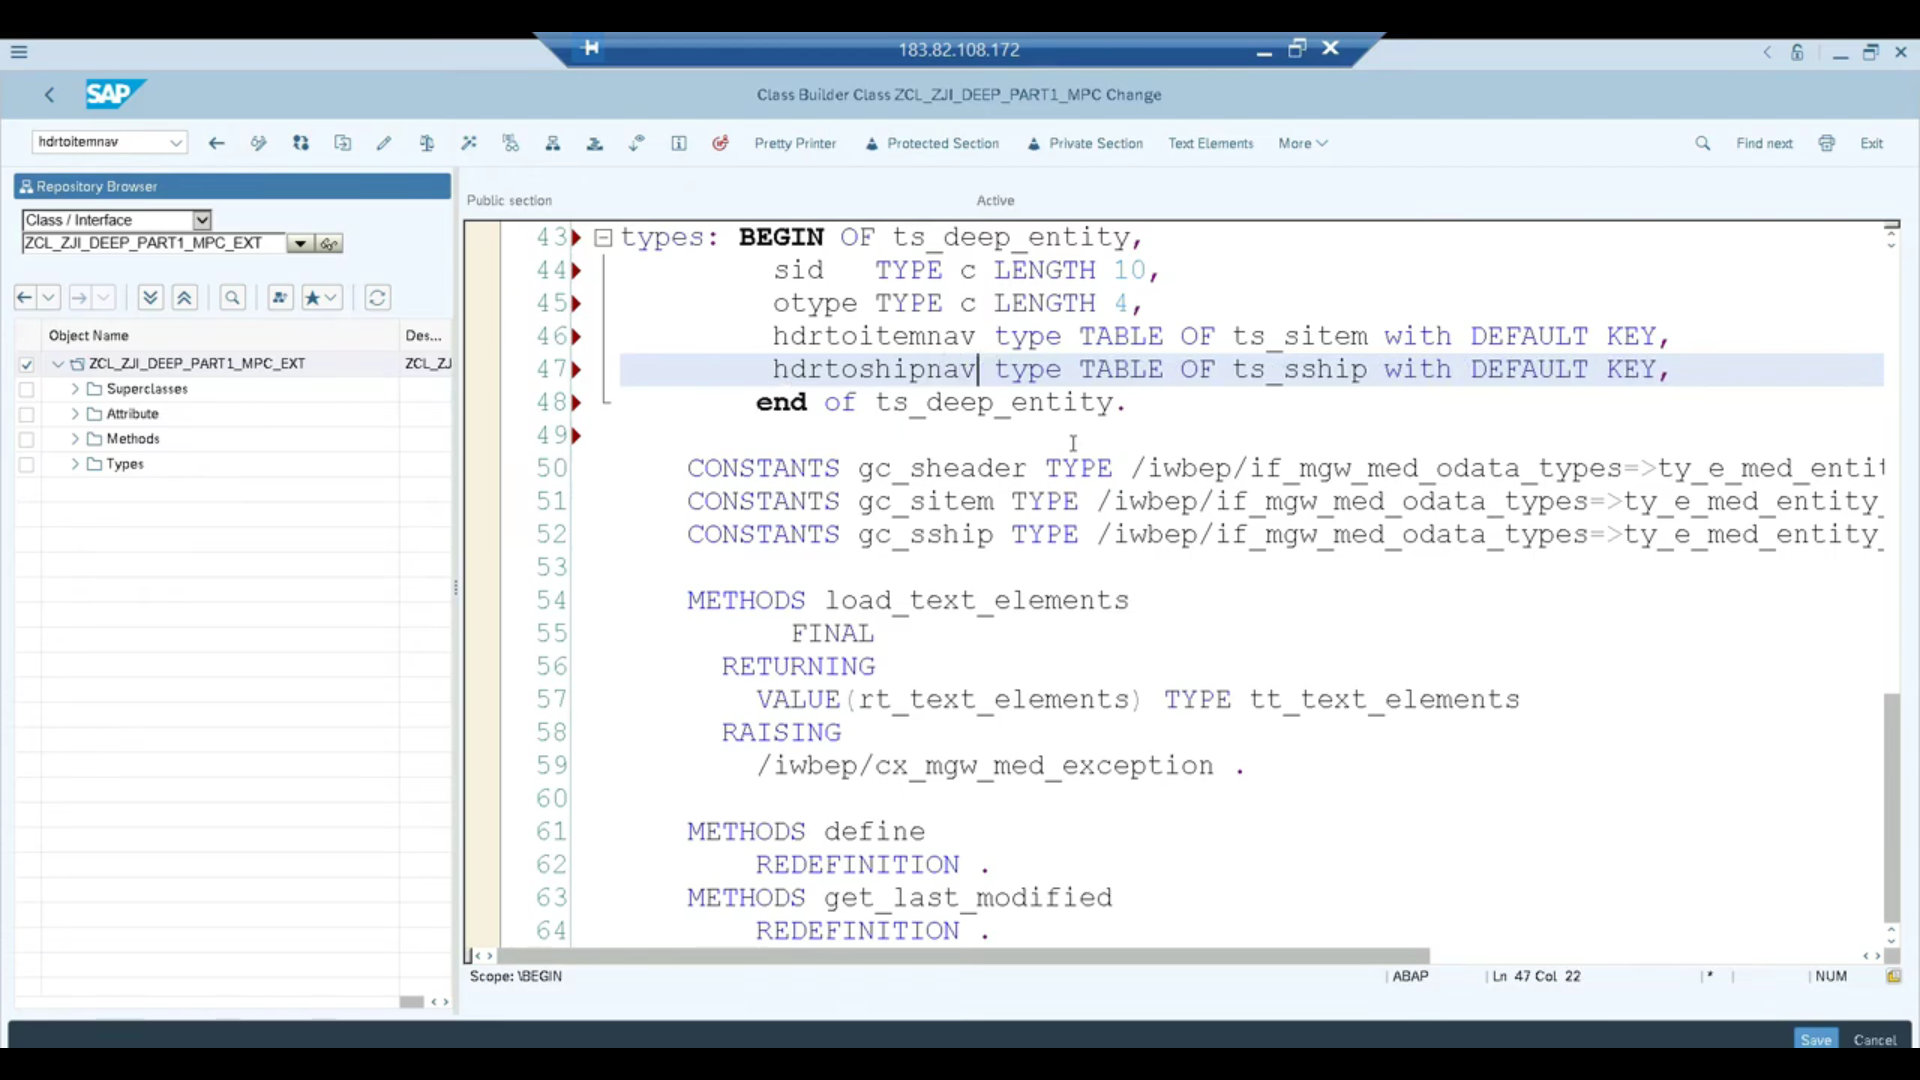 183.82.108.172
SAP
Class Builder Class ZCL_ZJI_DEEP_PART1_MPC Change
hdrtoitemnav
Pretty Printer
Protected Section
Private Section
Text Elements
More
Find next
Exit
Repository Browser
Class / Interface
ZCL_ZJI_DEEP_PART1_MPC_EXT
Object Name
Des...
ZCL_ZJI_DEEP_PART1_MPC_EXT
ZCL_ZJ
Superclasses
Attribute
Methods
Types
Public section
Active
43 types: BEGIN OF ts_deep_entity,
44 sid TYPE c LENGTH 10,
45 otype TYPE c LENGTH 4,
46 hdrtoitemnav type TABLE OF ts_sitem with DEFAULT KEY,
47 hdrtoshipnav type TABLE OF ts_sship with DEFAULT KEY,
48 end of ts_deep_entity.
49
50 CONSTANTS gc_sheader TYPE /iwbep/if_mgw_med_odata_types=>ty_e_med_entit
51 CONSTANTS gc_sitem TYPE /iwbep/if_mgw_med_odata_types=>ty_e_med_entity_
52 CONSTANTS gc_sship TYPE /iwbep/if_mgw_med_odata_types=>ty_e_med_entity_
53
54 METHODS load_text_elements
55 FINAL
56 RETURNING
57 VALUE(rt_text_elements) TYPE tt_text_elements
58 RAISING
59 /iwbep/cx_mgw_med_exception .
60
61 METHODS define
62 REDEFINITION .
63 METHODS get_last_modified
64 REDEFINITION .
Scope: \BEGIN
ABAP
Ln 47 Col 22
*
NUM
Save
Cancel